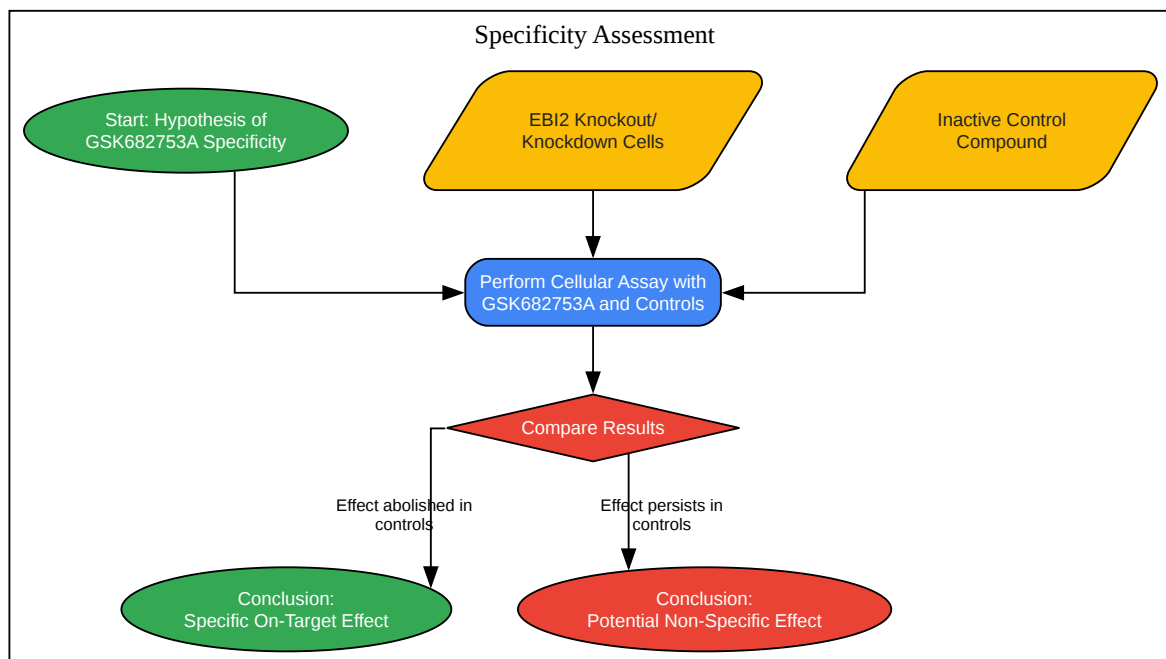 Specificity Assessment
Start: Hypothesis of
GSK682753A Specificity
EBI2 Knockout/
Knockdown Cells
Inactive Control
Compound
Perform Cellular Assay with
GSK682753A and Controls
Compare Results
Effect abolished in
controls
Effect persists in
controls
Conclusion:
Specific On-Target Effect
Conclusion:
Potential Non-Specific Effect